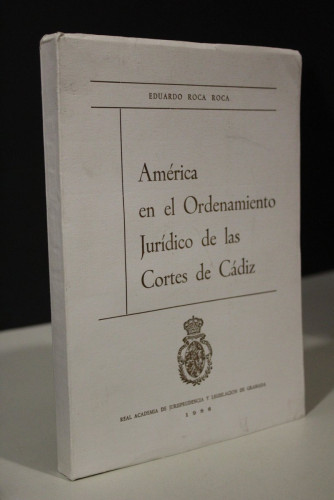 EDUARDO ROCA ROCA
América
en el Ordenamiento
Jurídico de las
Cortes de Cádiz
REAL ACADEMIA DE JURISPRUDENCIA Y LEGISLACION DE GRANADA